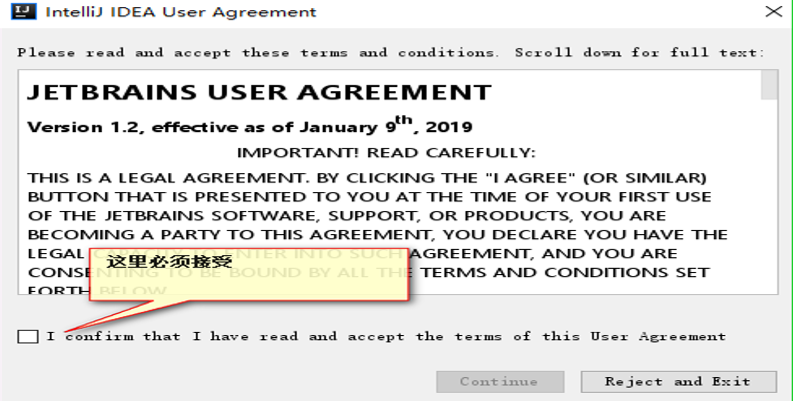 IntelliJ IDEA User Agreement
Please read and accept these terms and conditions. Scroll down for full text:
JETBRAINS USER AGREEMENT
Version 1.2, effective as of January 9th, 2019
IMPORTANT! READ CAREFULLY:
THIS IS A LEGAL AGREEMENT. BY CLICKING THE "I AGREE" (OR SIMILAR)
BUTTON THAT IS PRESENTED TO YOU AT THE TIME OF YOUR FIRST USE
OF THE JETBRAINS SOFTWARE, SUPPORT, OR PRODUCTS, YOU ARE
BECOMING A PARTY TO THIS AGREEMENT, YOU DECLARE YOU HAVE THE
LEGAL CAPACITY TO ENTER INTO SUCH AGREEMENT, AND YOU ARE
CONSENTING TO BE BOUND BY ALL THE TERMS AND CONDITIONS SET
FORTH BELOW
这里必须接受
I confirm that I have read and accept the terms of this User Agreement
Continue
Reject and Exit